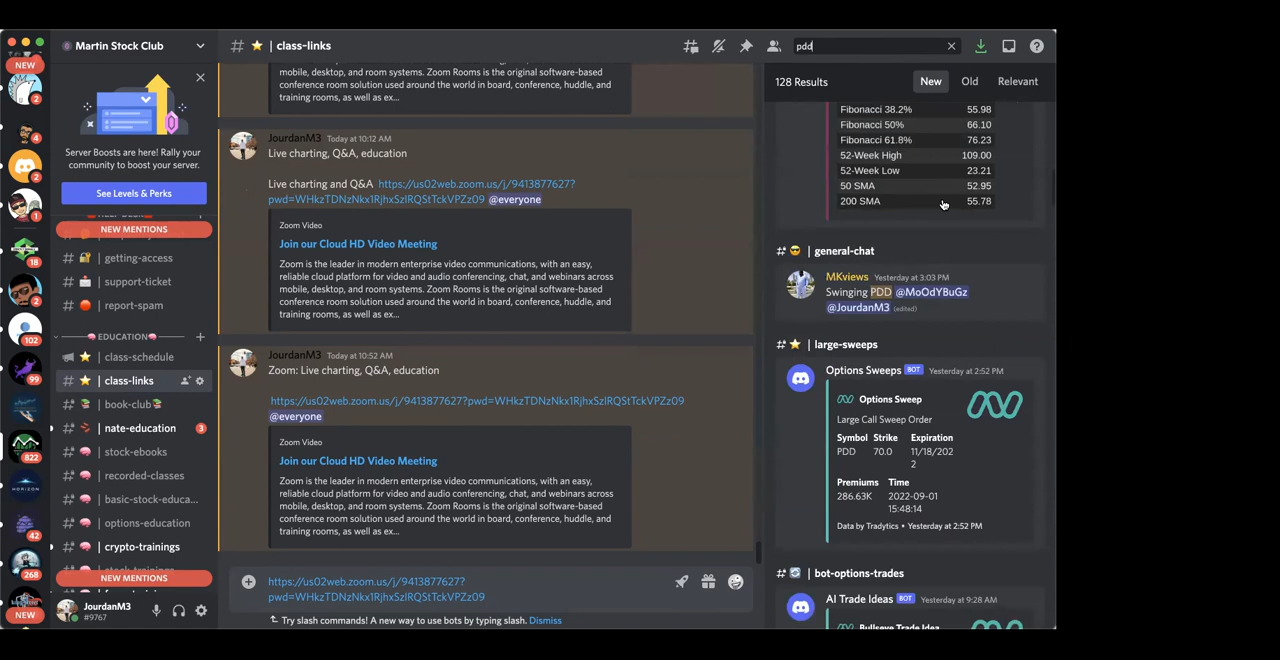 NEW
2
4
2
1
18
2
102
99
822
42
268
NEW
Martin Stock Club
Server Boosts are here! Rally your
community to boost your server.
See Levels & Perks
NEW MENTIONS
getting-access
support-ticket
report-spam
EDUCATION
class-schedule
class-links
book-club
nate-education
3
stock-ebooks
recorded-classes
basic-stock-educa...
options-education
crypto-trainings
NEW MENTIONS
JourdanM3
#9767
class-links
mobile, desktop, and room systems. Zoom Rooms is the original software-based
conference room solution used around the world in board, conference, huddle, and
training rooms, as well as ex...
JourdanM3 Today at 10:12 AM
Live charting, Q&A, education
Live charting and Q&A https://us02web.zoom.us/j/9413877627?
pwd=WHkzTDNzNkx1RjhxSzlRQStTckVPZz09 @everyone
Zoom Video
Join our Cloud HD Video Meeting
Zoom is the leader in modern enterprise video communications, with an easy,
reliable cloud platform for video and audio conferencing, chat, and webinars across
mobile, desktop, and room systems. Zoom Rooms is the original software-based
conference room solution used around the world in board, conference, huddle, and
training rooms, as well as ex...
JourdanM3 Today at 10:52 AM
Zoom: Live charting, Q&A, education
https://us02web.zoom.us/j/9413877627?pwd=WHkzTDNzNkx1RjhxSzlRQStTckVPZz09
@everyone
Zoom Video
Join our Cloud HD Video Meeting
Zoom is the leader in modern enterprise video communications, with an easy,
reliable cloud platform for video and audio conferencing, chat, and webinars across
mobile, desktop, and room systems. Zoom Rooms is the original software-based
conference room solution used around the world in board, conference, huddle, and
training rooms, as well as ex...
https://us02web.zoom.us/j/9413877627?
pwd=WHkzTDNzNkx1RjhxSzlRQStTckVPZz09
Try slash commands! A new way to use bots by typing slash. Dismiss
pdd
128 Results
New
Old
Relevant
Fibonacci 38.2% 55.98
Fibonacci 50% 66.10
Fibonacci 61.8% 76.23
52-Week High 109.00
52-Week Low 23.21
50 SMA 52.95
200 SMA 55.78
general-chat
MKviews Yesterday at 3:03 PM
Swinging PDD @MoOdYBuGz
@JourdanM3 (edited)
large-sweeps
Options Sweeps BOT Yesterday at 2:52 PM
Options Sweep
Large Call Sweep Order
Symbol Strike Expiration
PDD 70.0 11/18/202
2
Premiums Time
286.63K 2022-09-01
15:48:14
Data by Tradytics • Yesterday at 2:52 PM
bot-options-trades
AI Trade Ideas BOT Yesterday at 9:28 AM
Bullseye Trade Idea